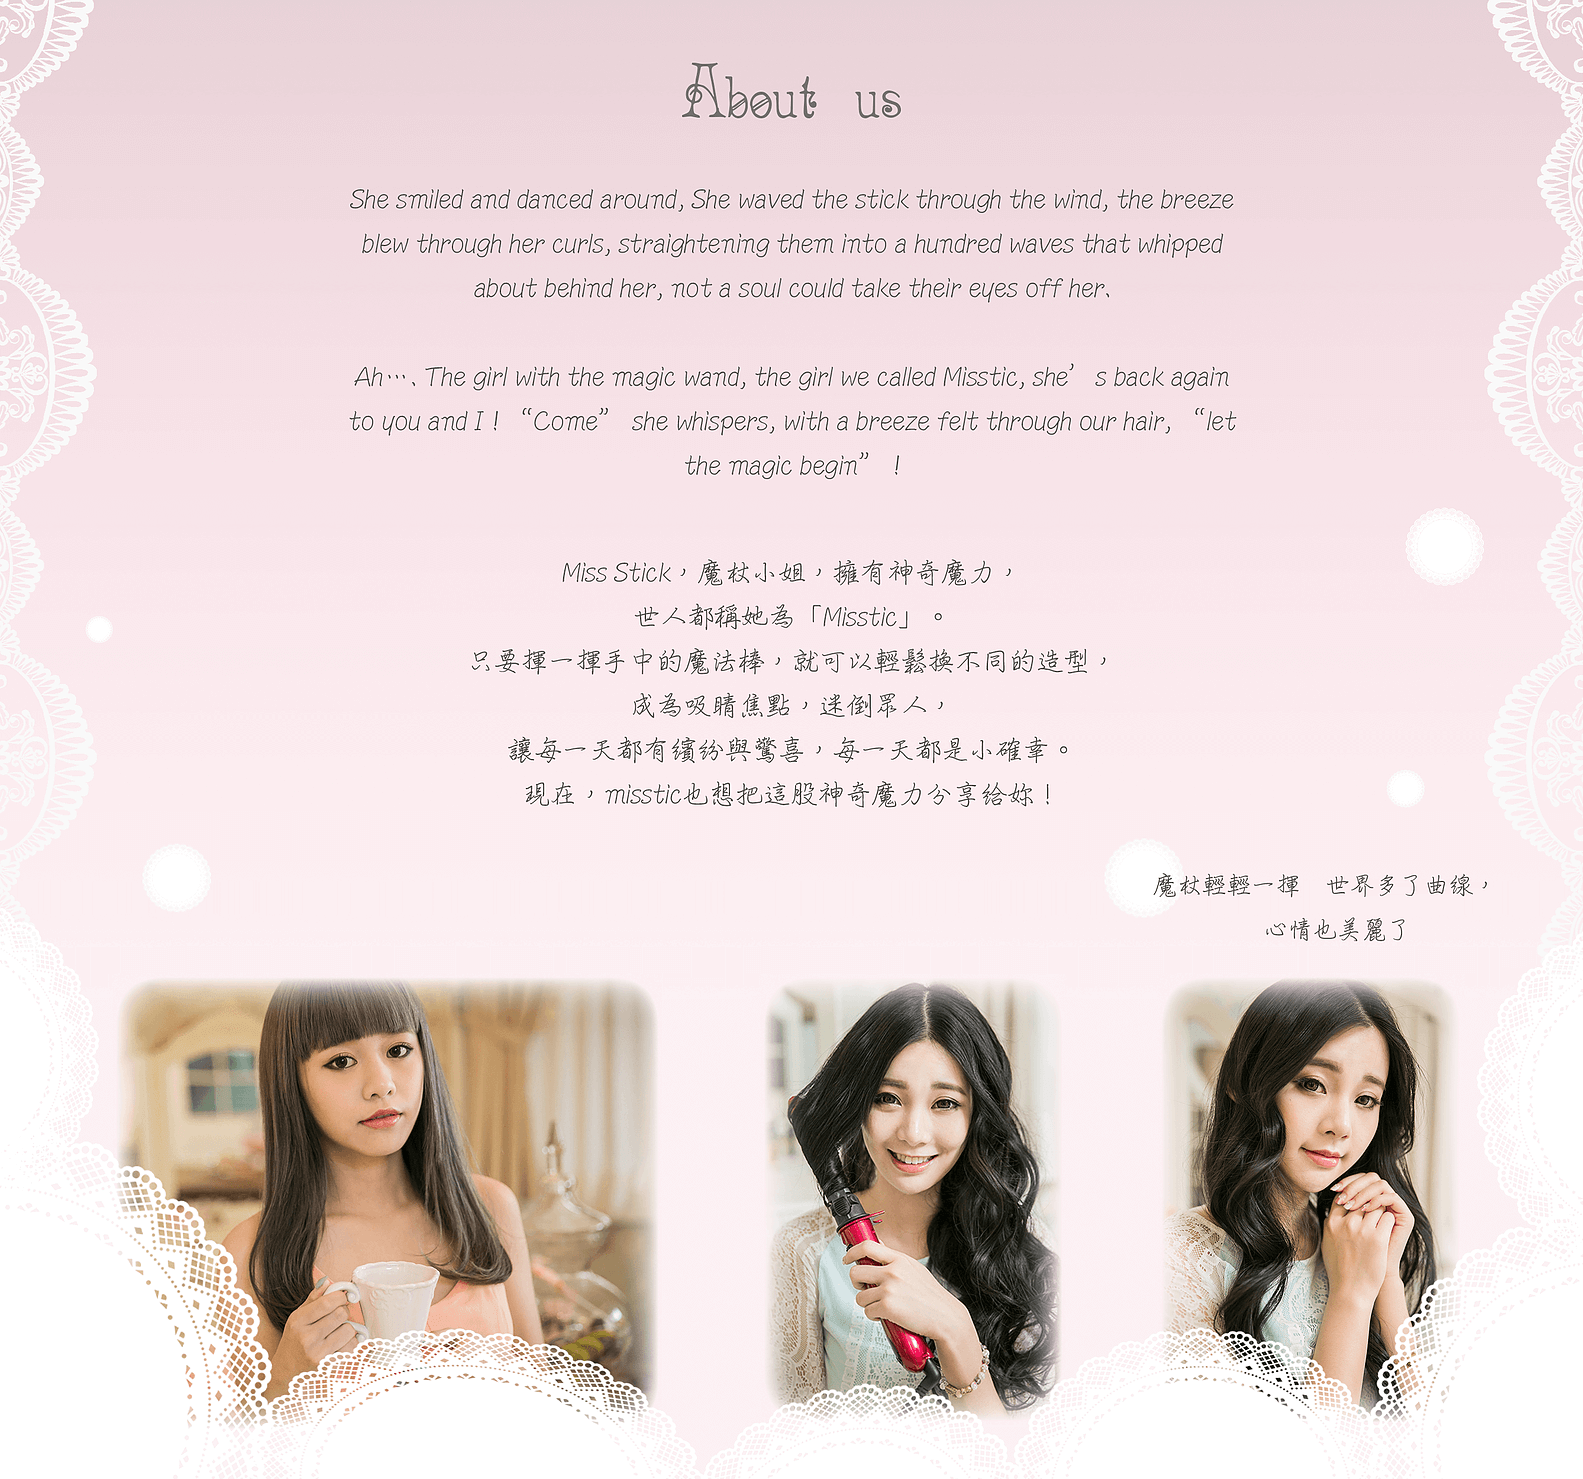 About us
She smiled and danced around, She waved the stick through the wind, the breeze
blew through her curls, straightening them into a hundred waves that whipped
about behind her, not a soul could take their eyes off her.
Ah…. The girl with the magic wand, the girl we called Misstic, she’s back again
to you and I！“Come” she whispers, with a breeze felt through our hair, “let
the magic begin”！
Miss Stick，魔杖小姐，擁有神奇魔力，
世人都稱她為「Misstic」。
只要揮一揮手中的魔法棒，就可以輕鬆換不同的造型，
成為吸睛焦點，迷倒眾人，
讓每一天都有繽紛與驚喜，每一天都是小確幸。
現在，misstic也想把這股神奇魔力分享給妳！
魔杖輕輕一揮　世界多了曲線，
心情也美麗了